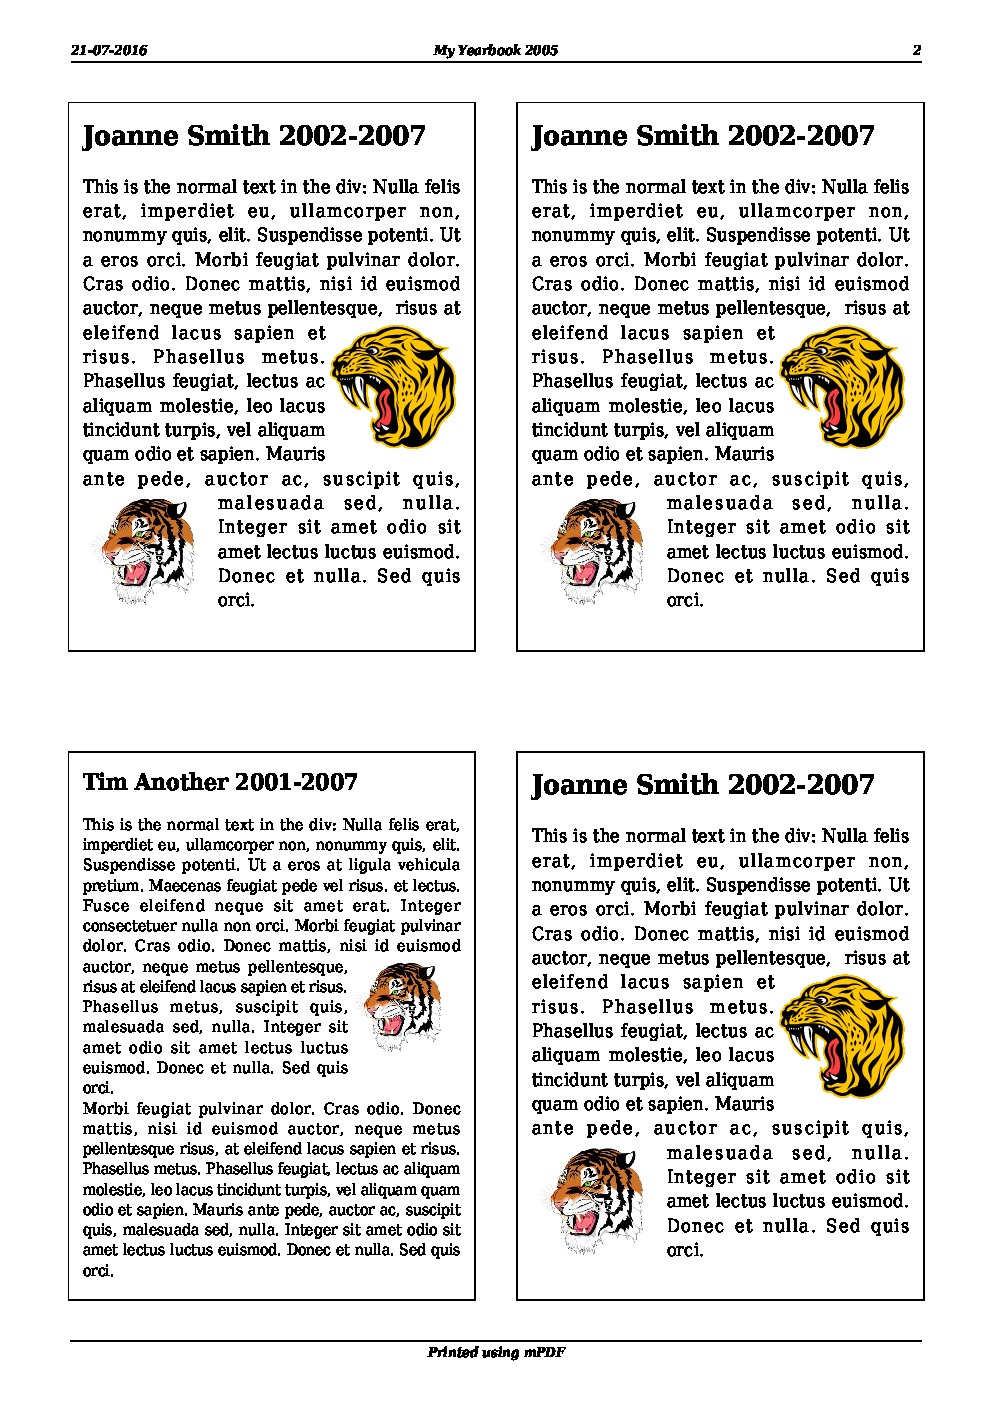 21-07-2016 My Yearbook 2005 2
Joanne Smith 2002-2007
This is the normal text in the div: Nulla felis
erat, imperdiet eu, ullamcorper non,
nonummy quis, elit. Suspendisse potenti. Ut
a eros orci. Morbi feugiat pulvinar dolor.
Cras odio. Donec mattis, nisi id euismod
auctor, neque metus pellentesque, risus at
eleifend lacus sapien et
risus. Phasellus metus.
Phasellus feugiat, lectus ac
aliquam molestie, leo lacus
tincidunt turpis, vel aliquam
quam odio et sapien. Mauris
ante pede, auctor ac, suscipit quis,
malesuada sed, nulla.
Integer sit amet odio sit
amet lectus luctus euismod.
Donec et nulla. Sed quis
orci.
Joanne Smith 2002-2007
This is the normal text in the div: Nulla felis
erat, imperdiet eu, ullamcorper non,
nonummy quis, elit. Suspendisse potenti. Ut
a eros orci. Morbi feugiat pulvinar dolor.
Cras odio. Donec mattis, nisi id euismod
auctor, neque metus pellentesque, risus at
eleifend lacus sapien et
risus. Phasellus metus.
Phasellus feugiat, lectus ac
aliquam molestie, leo lacus
tincidunt turpis, vel aliquam
quam odio et sapien. Mauris
ante pede, auctor ac, suscipit quis,
malesuada sed, nulla.
Integer sit amet odio sit
amet lectus luctus euismod.
Donec et nulla. Sed quis
orci.
Tim Another 2001-2007
This is the normal text in the div: Nulla felis erat,
imperdiet eu, ullamcorper non, nonummy quis, elit.
Suspendisse potenti. Ut a eros at ligula vehicula
pretium. Maecenas feugiat pede vel risus. et lectus.
Fusce eleifend neque sit amet erat. Integer
consectetuer nulla non orci. Morbi feugiat pulvinar
dolor. Cras odio. Donec mattis, nisi id euismod
auctor, neque metus pellentesque,
risus at eleifend lacus sapien et risus.
Phasellus metus, suscipit quis,
malesuada sed, nulla. Integer sit
amet odio sit amet lectus luctus
euismod. Donec et nulla. Sed quis
orci.
Morbi feugiat pulvinar dolor. Cras odio. Donec
mattis, nisi id euismod auctor, neque metus
pellentesque risus, at eleifend lacus sapien et risus.
Phasellus metus. Phasellus feugiat, lectus ac aliquam
molestie, leo lacus tincidunt turpis, vel aliquam quam
odio et sapien. Mauris ante pede, auctor ac, suscipit
quis, malesuada sed, nulla. Integer sit amet odio sit
amet lectus luctus euismod. Donec et nulla. Sed quis
orci.
Joanne Smith 2002-2007
This is the normal text in the div: Nulla felis
erat, imperdiet eu, ullamcorper non,
nonummy quis, elit. Suspendisse potenti. Ut
a eros orci. Morbi feugiat pulvinar dolor.
Cras odio. Donec mattis, nisi id euismod
auctor, neque metus pellentesque, risus at
eleifend lacus sapien et
risus. Phasellus metus.
Phasellus feugiat, lectus ac
aliquam molestie, leo lacus
tincidunt turpis, vel aliquam
quam odio et sapien. Mauris
ante pede, auctor ac, suscipit quis,
malesuada sed, nulla.
Integer sit amet odio sit
amet lectus luctus euismod.
Donec et nulla. Sed quis
orci.
Printed using mPDF